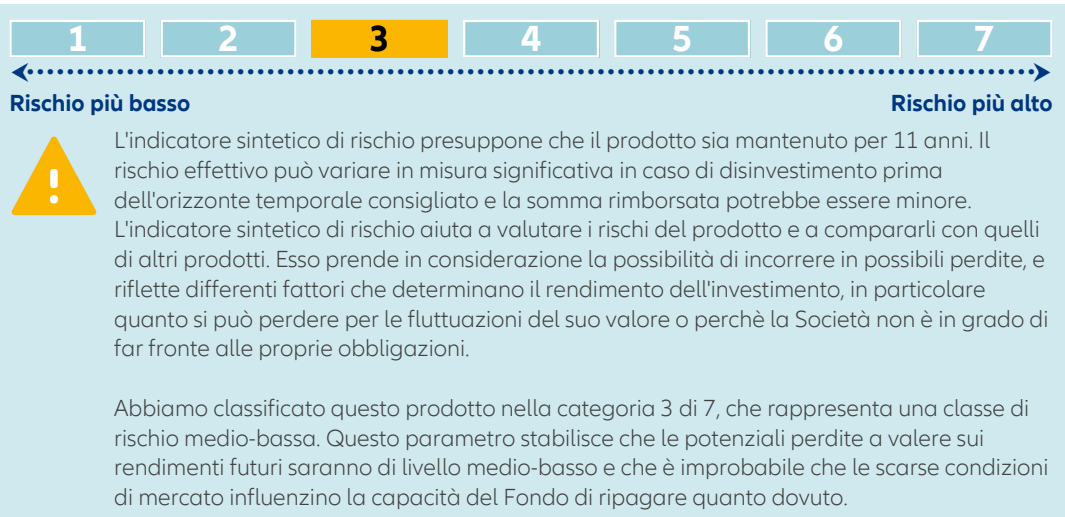 1 2 3 4 5 6 7
Rischio più basso Rischio più alto
L'indicatore sintetico di rischio presuppone che il prodotto sia mantenuto per 11 anni. Il
rischio effettivo può variare in misura significativa in caso di disinvestimento prima
dell'orizzonte temporale consigliato e la somma rimborsata potrebbe essere minore.
L'indicatore sintetico di rischio aiuta a valutare i rischi del prodotto e a compararli con quelli
di altri prodotti. Esso prende in considerazione la possibilità di incorrere in possibili perdite, e
riflette differenti fattori che determinano il rendimento dell'investimento, in particolare
quanto si può perdere per le fluttuazioni del suo valore o perchè la Società non è in grado di
far fronte alle proprie obbligazioni.
Abbiamo classificato questo prodotto nella categoria 3 di 7, che rappresenta una classe di
rischio medio-bassa. Questo parametro stabilisce che le potenziali perdite a valere sui
rendimenti futuri saranno di livello medio-basso e che è improbabile che le scarse condizioni
di mercato influenzino la capacità del Fondo di ripagare quanto dovuto.